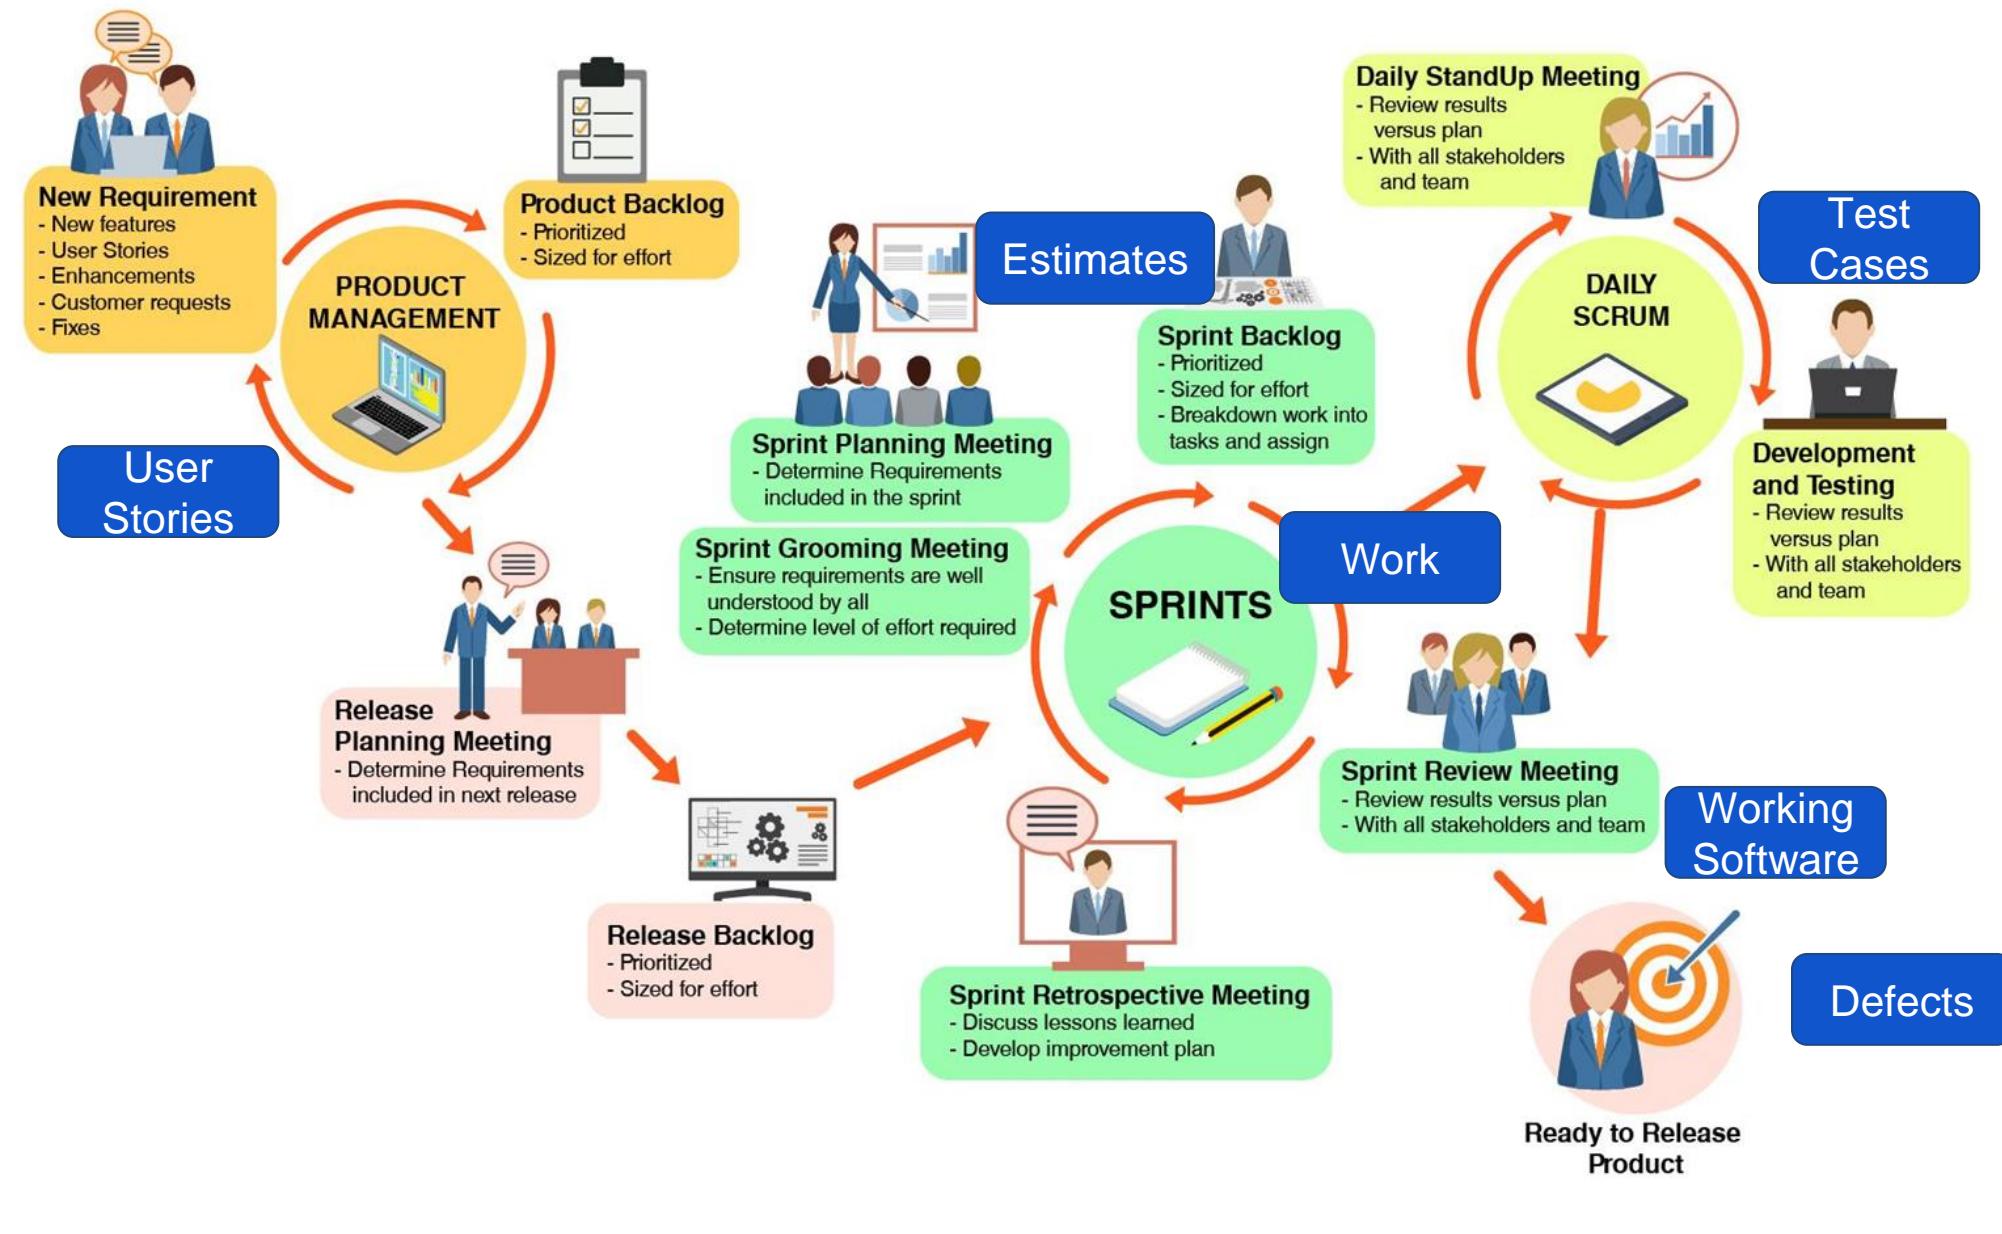 New Requirement
- New features
- User Stories
- Enhancements
- Customer requests
- Fixes
PRODUCT
MANAGEMENT
Product Backlog
- Prioritized
- Sized for effort
User
Stories
Release
Planning Meeting
- Determine Requirements
included in next release
Release Backlog
- Prioritized
- Sized for effort
Estimates
Sprint Planning Meeting
- Determine Requirements
included in the sprint
Sprint Grooming Meeting
- Ensure requirements are well
understood by all
- Determine level of effort required
Sprint Backlog
- Prioritized
- Sized for effort
- Breakdown work into
tasks and assign
SPRINTS
Work
Daily StandUp Meeting
- Review results
versus plan
- With all stakeholders
and team
DAILY
SCRUM
Test
Cases
Development
and Testing
- Review results
versus plan
- With all stakeholders
and team
Sprint Review Meeting
- Review results versus plan
- With all stakeholders and team
Working
Software
Sprint Retrospective Meeting
- Discuss lessons learned
- Develop improvement plan
Defects
Ready to Release
Product